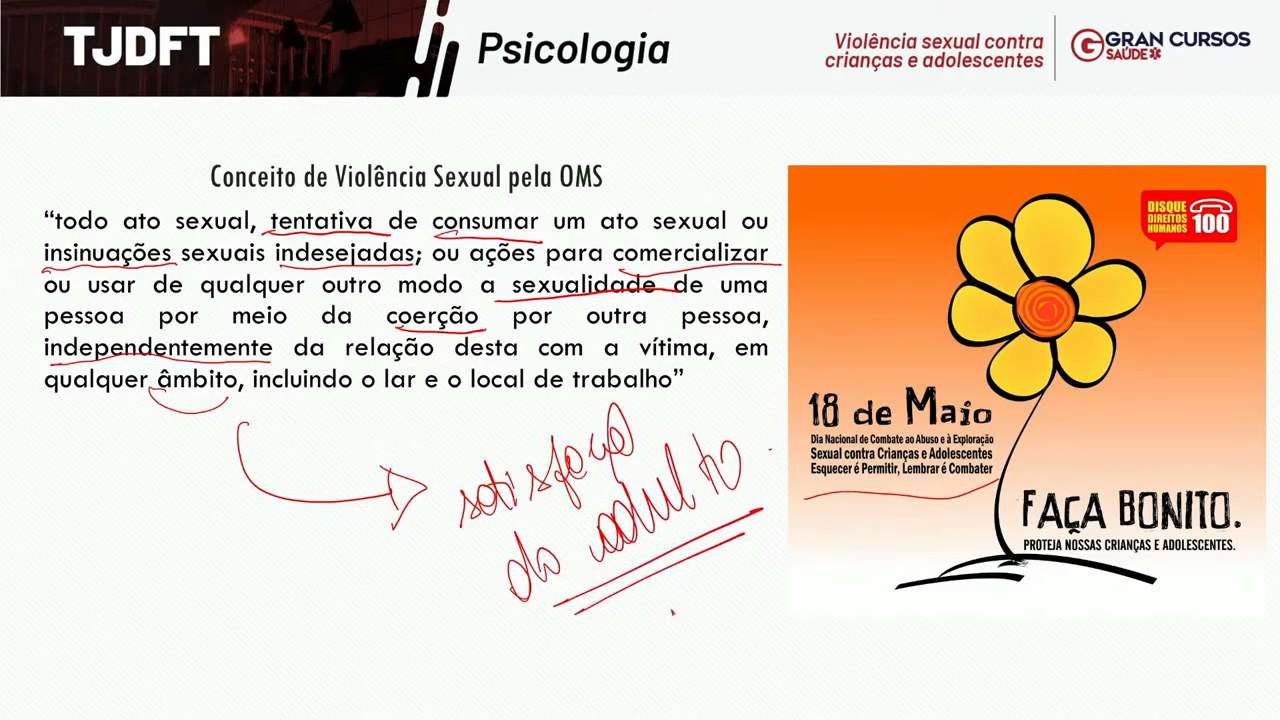 TJDFT
Psicologia
Violência sexual contra
crianças e adolescentes
GRAN CURSOS
SAÚDE
Conceito de Violência Sexual pela OMS
“todo ato sexual, tentativa de consumar um ato sexual ou
insinuações sexuais indesejadas; ou ações para comercializar
ou usar de qualquer outro modo a sexualidade de uma
pessoa por meio da coerção por outra pessoa,
independentemente da relação desta com a vítima, em
qualquer âmbito, incluindo o lar e o local de trabalho”
satisfação
do adulto
DISQUE
DIREITOS
HUMANOS
100
18 de Maio
Dia Nacional de Combate ao Abuso e à Exploração
Sexual contra Crianças e Adolescentes
Esquecer é Permitir, Lembrar é Combater
FAÇA BONITO.
PROTEJA NOSSAS CRIANÇAS E ADOLESCENTES.